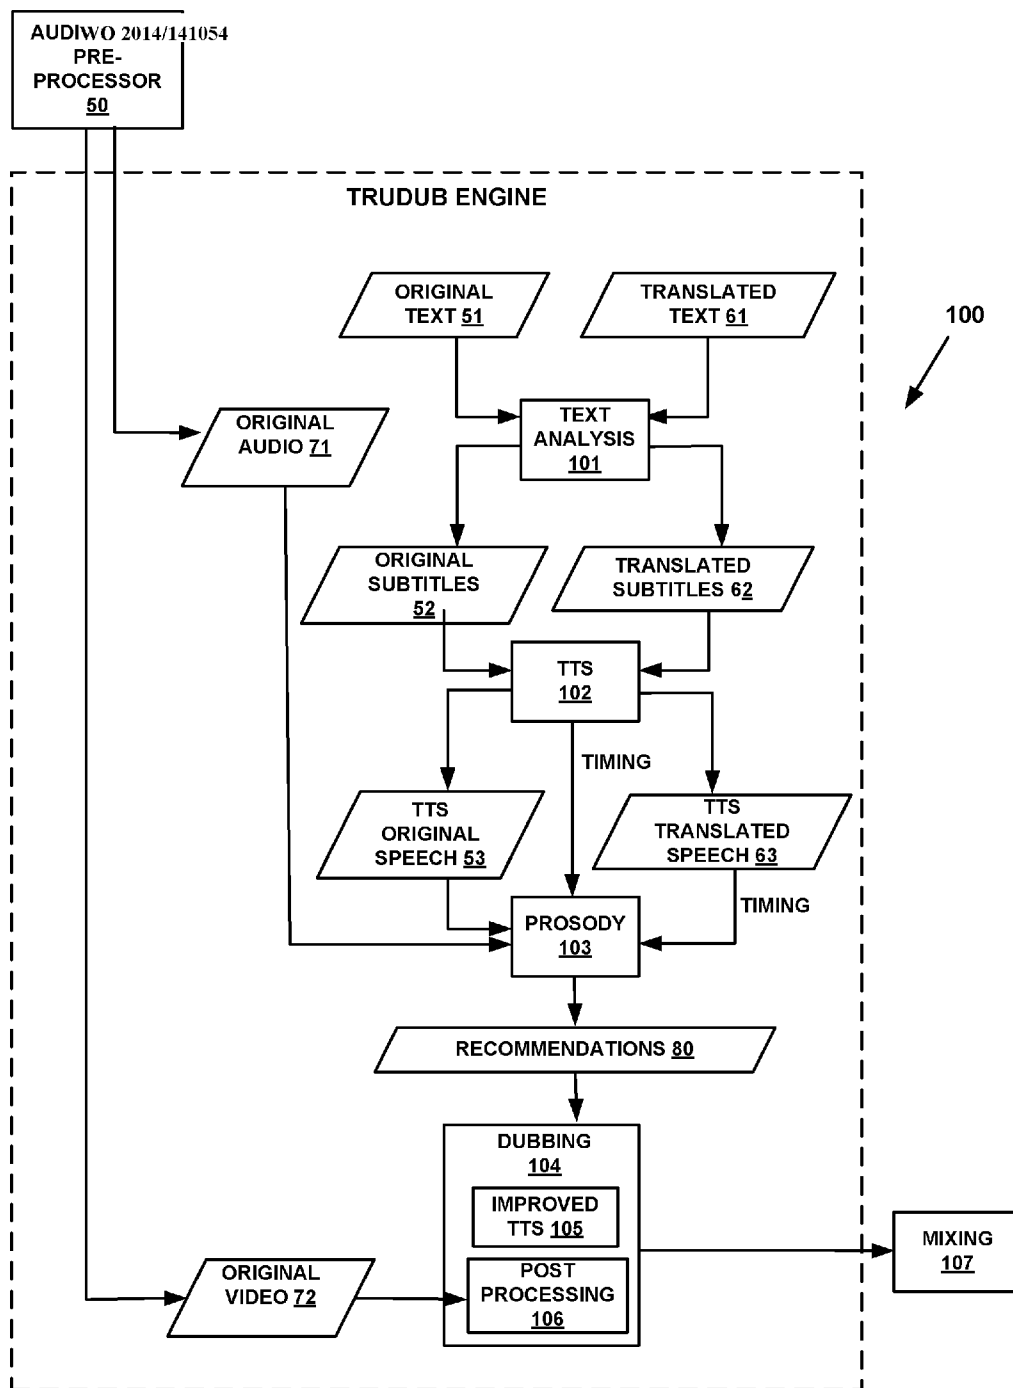 AUDIWO 2014/141054
PRE-
PROCESSOR
50
TRUDUB ENGINE
ORIGINAL
TEXT 51
TRANSLATED
TEXT 61
100
ORIGINAL
AUDIO 71
TEXT
ANALYSIS
101
ORIGINAL
SUBTITLES
52
TRANSLATED
SUBTITLES 62
TTS
102
TIMING
TTS
ORIGINAL
SPEECH 53
TTS
TRANSLATED
SPEECH 63
TIMING
PROSODY
103
RECOMMENDATIONS 80
DUBBING
104
IMPROVED
TTS 105
POST
PROCESSING
106
MIXING
107
ORIGINAL
VIDEO 72